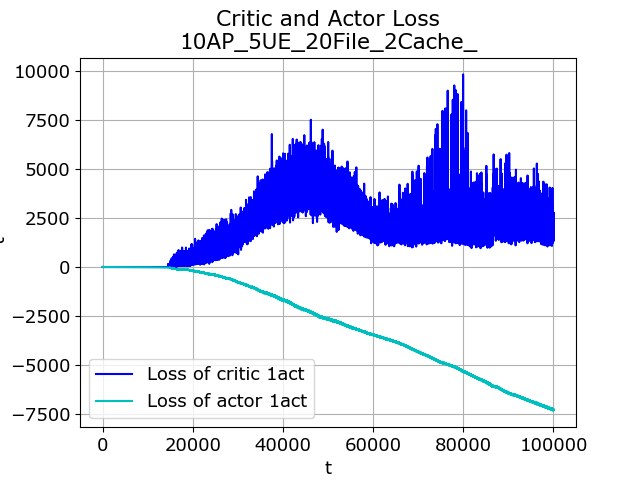 Critic and Actor Loss
10AP_5UE_20File_2Cache_
10000
7500
5000
2500
0
−2500
−5000
−7500
Loss of critic 1act
Loss of actor 1act
0
20000
40000
60000
80000
100000
t